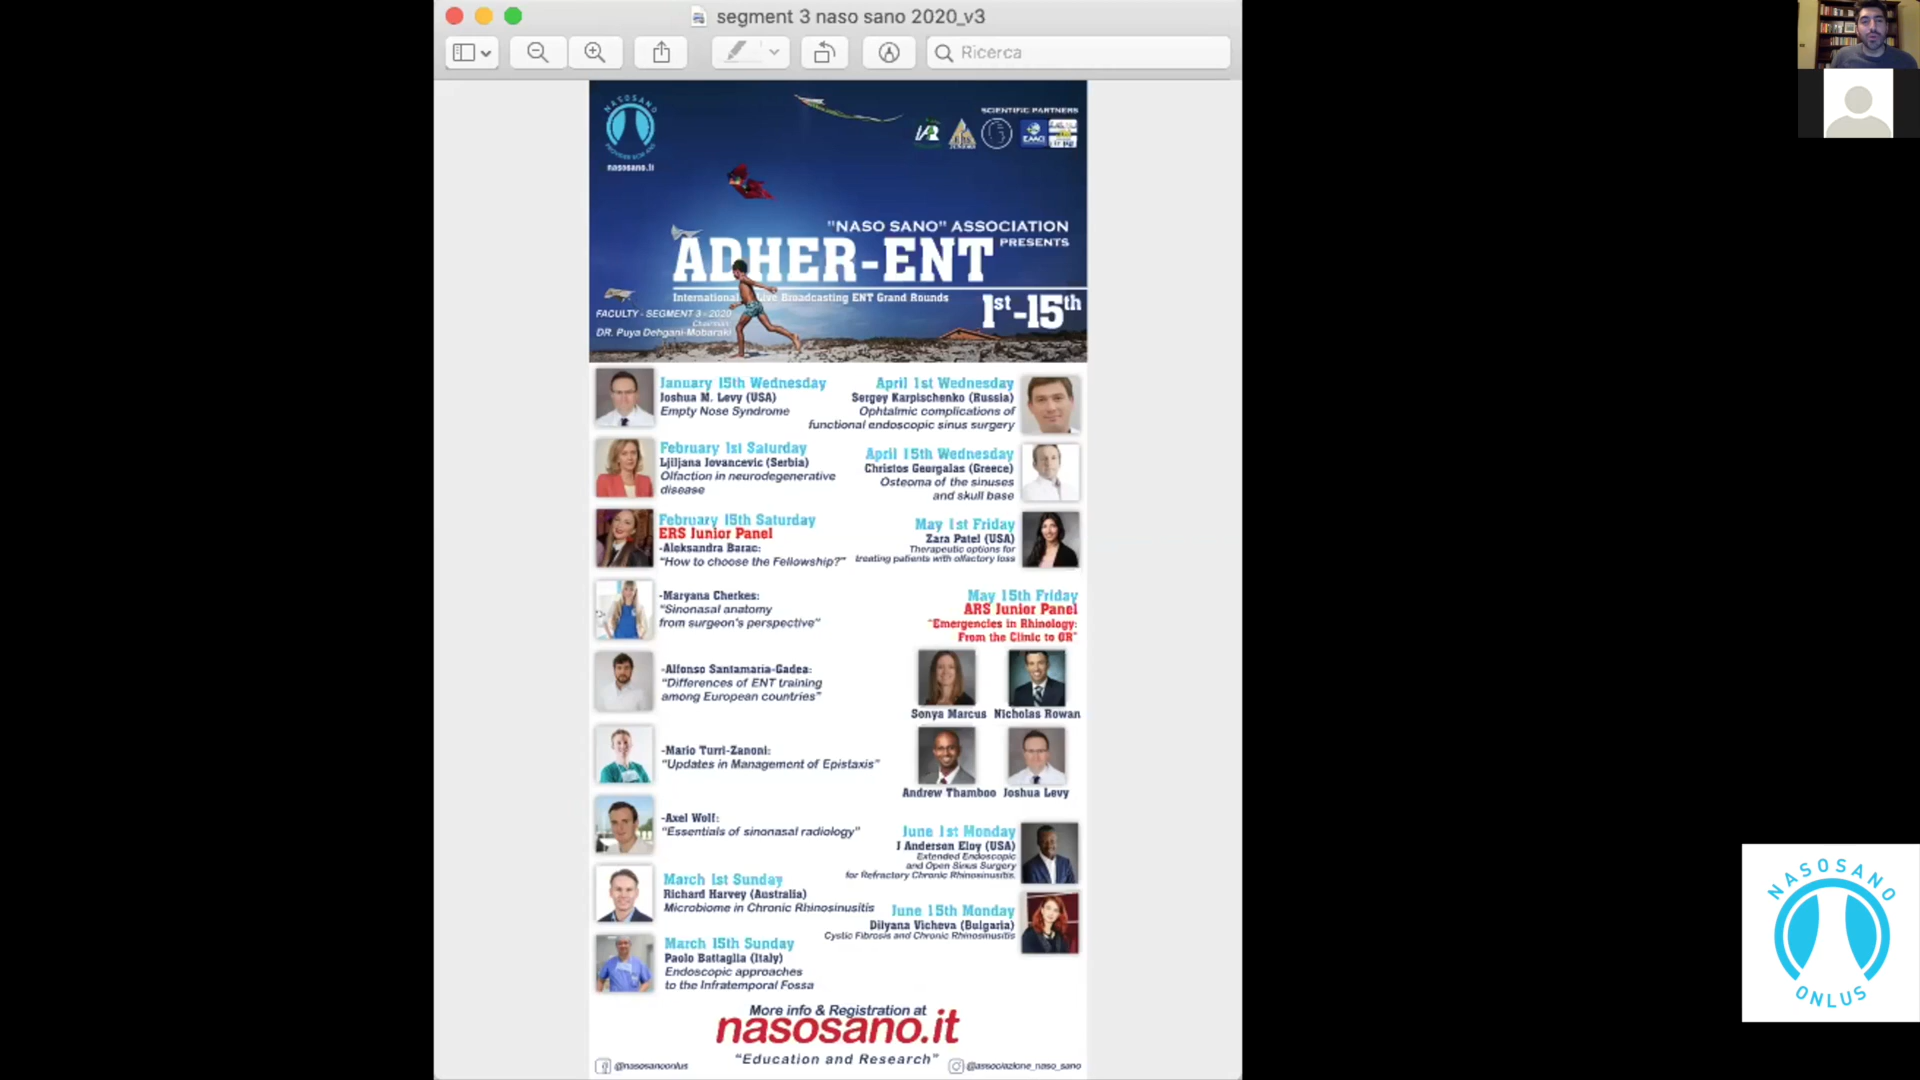 segment 3 naso sano 2020_v3
Ricerca
NASOSANO
nasosano.it
SCIENTIFIC PARTNERS
"NASO SANO" ASSOCIATION
PRESENTS
ADHER-ENT
International Live Broadcasting ENT Grand Rounds
1st-15th
FACULTY - SEGMENT 3 - 2020
Chairman
DR. Puya Dehgani-Mobaraki
January 15th Wednesday
Joshua M. Levy (USA)
Empty Nose Syndrome
February 1st Saturday
Ljiljana Jovancevic (Serbia)
Olfaction in neurodegenerative
disease
February 15th Saturday
ERS Junior Panel
-Aleksandra Barac:
"How to choose the Fellowship?"
-Maryana Cherkes:
"Sinonasal anatomy
from surgeon's perspective"
-Alfonso Santamaria-Gadea:
"Differences of ENT training
among European countries"
-Mario Turri-Zanoni:
"Updates in Management of Epistaxis"
-Axel Wolf:
"Essentials of sinonasal radiology"
March 1st Sunday
Richard Harvey (Australia)
Microbiome in Chronic Rhinosinusitis
March 15th Sunday
Paolo Battaglia (Italy)
Endoscopic approaches
to the Infratemporal Fossa
April 1st Wednesday
Sergey Karpischenko (Russia)
Ophtalmic complications of
functional endoscopic sinus surgery
April 15th Wednesday
Christos Georgalas (Greece)
Osteoma of the sinuses
and skull base
May 1st Friday
Zara Patel (USA)
Therapeutic options for
treating patients with olfactory loss
May 15th Friday
ARS Junior Panel
"Emergencies in Rhinology:
From the Clinic to OR"
Sonya Marcus Nicholas Rowan
Andrew Thamboo Joshua Levy
June 1st Monday
J Anderson Eloy (USA)
Extended Endoscopic
and Open Sinus Surgery
for Refractory Chronic Rhinosinusitis.
June 15th Monday
Dilyana Vicheva (Bulgaria)
Cystic Fibrosis and Chronic Rhinosinusitis
More info & Registration at
nasosano.it
"Education and Research"
@nasosanoonlus
@associazione_naso_sano
NASOSANO
ONLUS